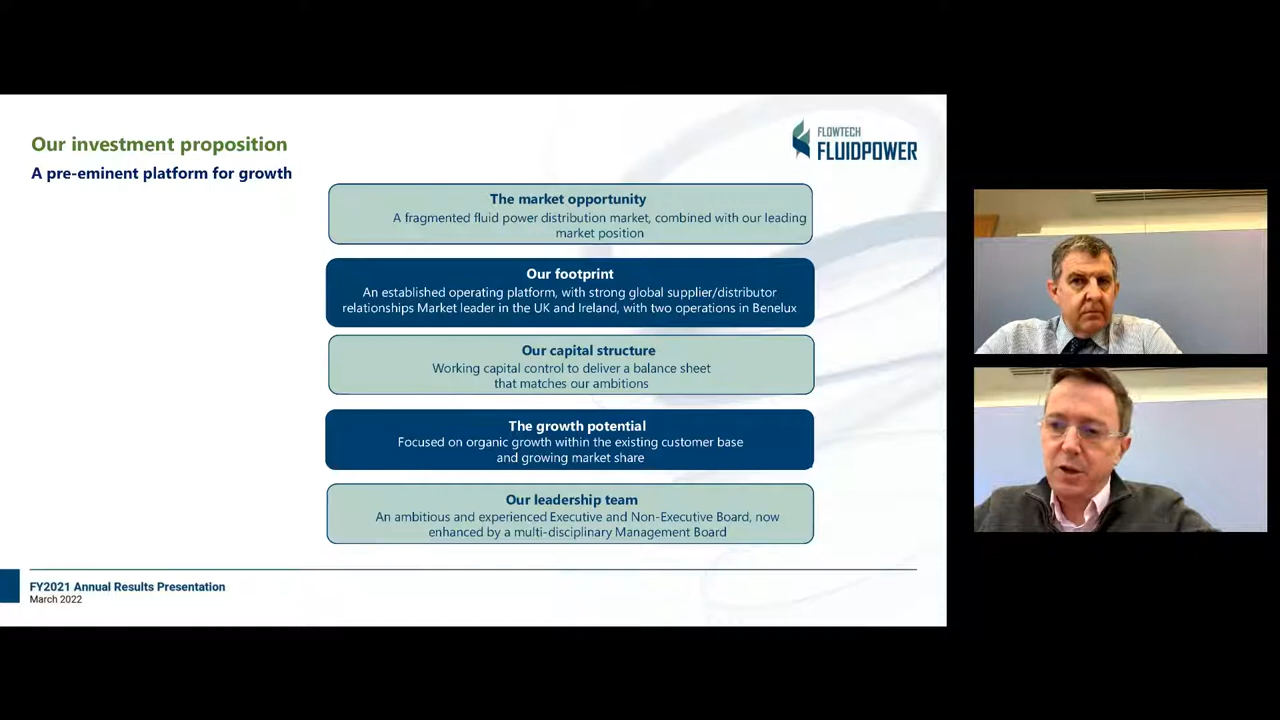 Our investment proposition
A pre-eminent platform for growth
FLOWTECH
FLUIDPOWER
The market opportunity
A fragmented fluid power distribution market, combined with our leading
market position
Our footprint
An established operating platform, with strong global supplier/distributor
relationships Market leader in the UK and Ireland, with two operations in Benelux
Our capital structure
Working capital control to deliver a balance sheet
that matches our ambitions
The growth potential
Focused on organic growth within the existing customer base
and growing market share
Our leadership team
An ambitious and experienced Executive and Non-Executive Board, now
enhanced by a multi-disciplinary Management Board
FY2021 Annual Results Presentation
March 2022